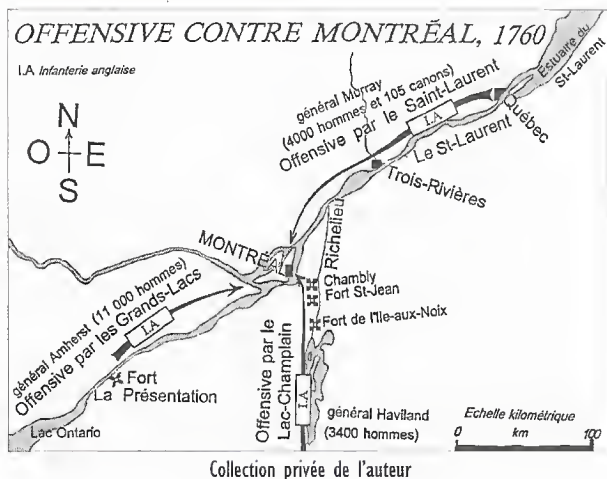 OFFENSIVE CONTRE MONTRÉAL, 1760
I.A Infanterie anglaise
N
O E
S
Estuaire du
St-Laurent
Québec
général Murray
(4000 hommes et 105 canons)
Offensive par le Saint-Laurent
I.A
Le St-Laurent
Trois-Rivières
Richelieu
MONTRÉAL
Chambly
Fort St-Jean
Fort de l'Ile-aux-Noix
général Amherst (11 000 hommes)
Offensive par les Grands-Lacs
I.A
Fort
La Présentation
Lac Ontario
Offensive par le
Lac-Champlain
I.A
général Haviland
(3400 hommes)
Echelle kilométrique
0 km 100
Collection privée de l'auteur